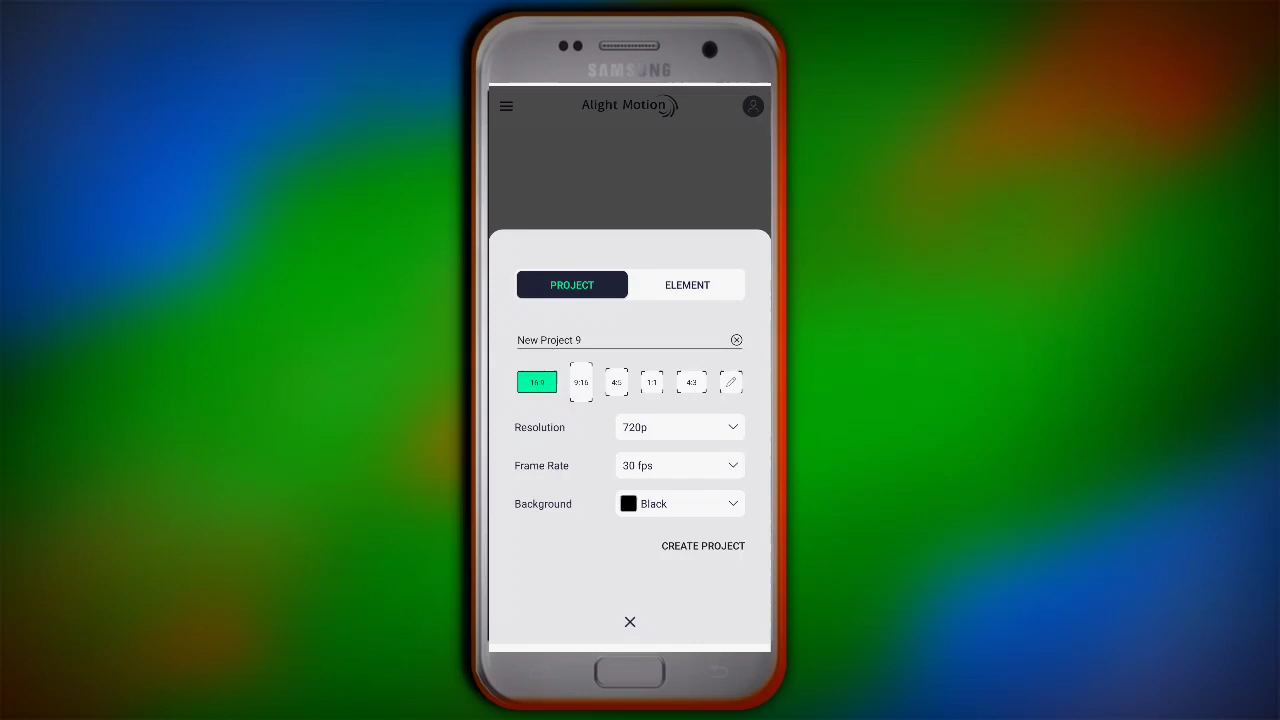 SAMSUNG
Alight Motion
PROJECT
ELEMENT
New Project 9
16:9
9:16
4:5
1:1
4:3
Resolution
720p
Frame Rate
30 fps
Background
Black
CREATE PROJECT